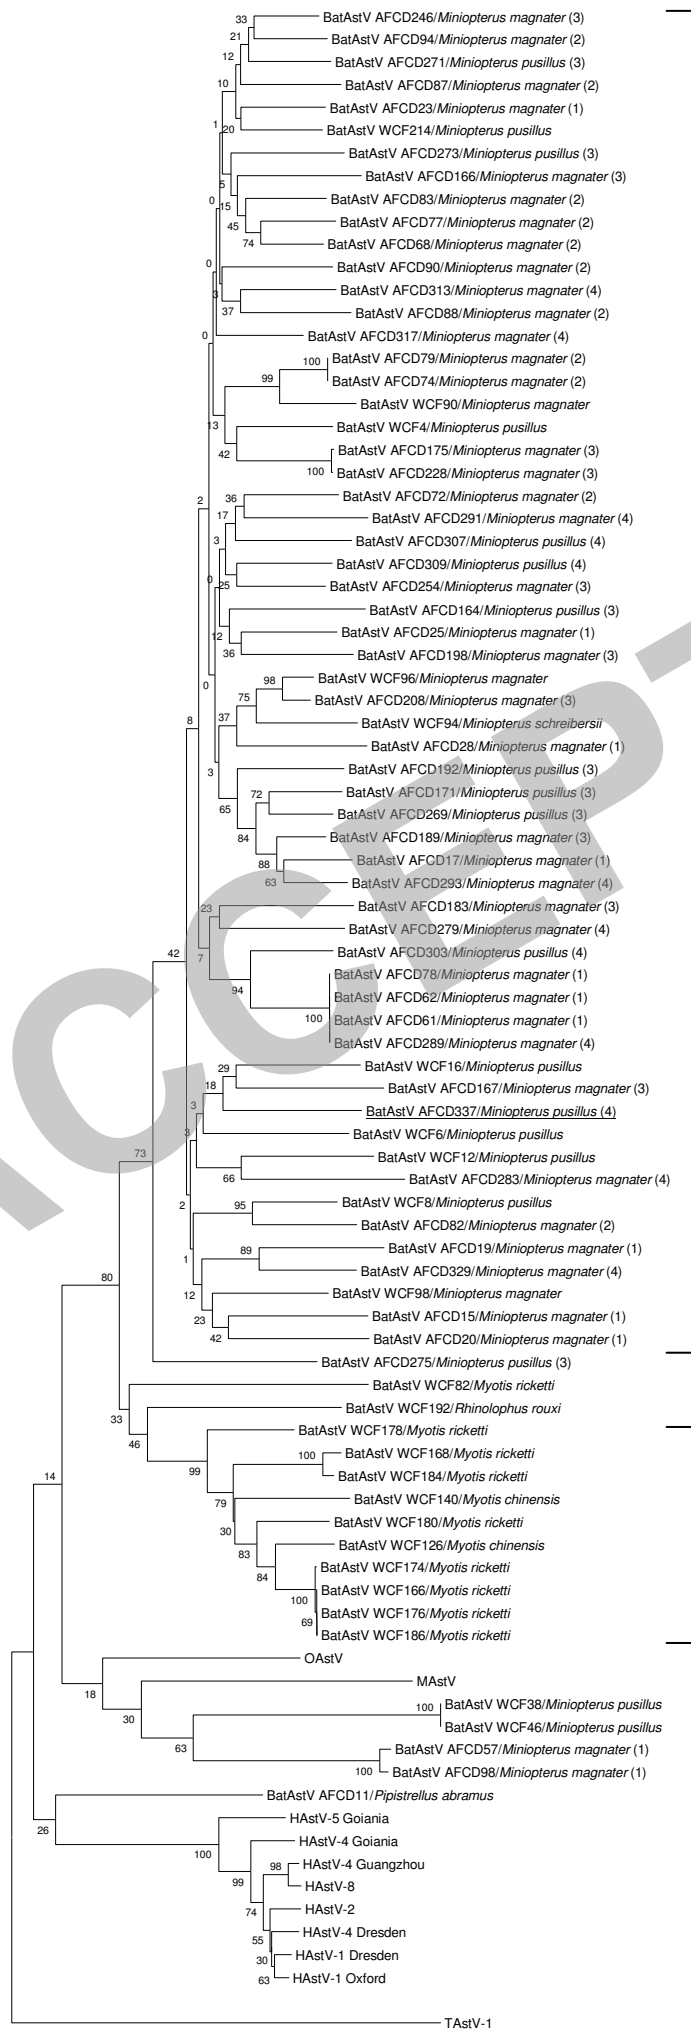 BatAstV AFCD246/Miniopterus magnater (3)
BatAstV AFCD94/Miniopterus magnater (2)
BatAstV AFCD271/Miniopterus pusillus (3)
BatAstV AFCD87/Miniopterus magnater (2)
BatAstV AFCD23/Miniopterus magnater (1)
BatAstV WCF214/Miniopterus pusillus
BatAstV AFCD273/Miniopterus pusillus (3)
BatAstV AFCD166/Miniopterus magnater (3)
BatAstV AFCD83/Miniopterus magnater (2)
BatAstV AFCD77/Miniopterus magnater (2)
BatAstV AFCD68/Miniopterus magnater (2)
BatAstV AFCD90/Miniopterus magnater (2)
BatAstV AFCD313/Miniopterus magnater (4)
BatAstV AFCD88/Miniopterus magnater (2)
BatAstV AFCD317/Miniopterus magnater (4)
BatAstV AFCD79/Miniopterus magnater (2)
BatAstV AFCD74/Miniopterus magnater (2)
BatAstV WCF90/Miniopterus magnater
BatAstV WCF4/Miniopterus pusillus
BatAstV AFCD175/Miniopterus magnater (3)
BatAstV AFCD228/Miniopterus magnater (3)
BatAstV AFCD72/Miniopterus magnater (2)
BatAstV AFCD291/Miniopterus magnater (4)
BatAstV AFCD307/Miniopterus pusillus (4)
BatAstV AFCD309/Miniopterus pusillus (4)
BatAstV AFCD254/Miniopterus magnater (3)
BatAstV AFCD164/Miniopterus pusillus (3)
BatAstV AFCD25/Miniopterus magnater (1)
BatAstV AFCD198/Miniopterus magnater (3)
BatAstV WCF96/Miniopterus magnater
BatAstV AFCD208/Miniopterus magnater (3)
BatAstV WCF94/Miniopterus schreibersii
BatAstV AFCD28/Miniopterus magnater (1)
BatAstV AFCD192/Miniopterus pusillus (3)
BatAstV AFCD171/Miniopterus pusillus (3)
BatAstV AFCD269/Miniopterus pusillus (3)
BatAstV AFCD189/Miniopterus magnater (3)
BatAstV AFCD17/Miniopterus magnater (1)
BatAstV AFCD293/Miniopterus magnater (4)
BatAstV AFCD183/Miniopterus magnater (3)
BatAstV AFCD279/Miniopterus magnater (4)
BatAstV AFCD303/Miniopterus pusillus (4)
BatAstV AFCD78/Miniopterus magnater (1)
BatAstV AFCD62/Miniopterus magnater (1)
BatAstV AFCD61/Miniopterus magnater (1)
BatAstV AFCD289/Miniopterus magnater (4)
BatAstV WCF16/Miniopterus pusillus
BatAstV AFCD167/Miniopterus magnater (3)
BatAstV AFCD337/Miniopterus pusillus (4)
BatAstV WCF6/Miniopterus pusillus
BatAstV WCF12/Miniopterus pusillus
BatAstV AFCD283/Miniopterus magnater (4)
BatAstV WCF8/Miniopterus pusillus
BatAstV AFCD82/Miniopterus magnater (2)
BatAstV AFCD19/Miniopterus magnater (1)
BatAstV AFCD329/Miniopterus magnater (4)
BatAstV WCF98/Miniopterus magnater
BatAstV AFCD15/Miniopterus magnater (1)
BatAstV AFCD20/Miniopterus magnater (1)
BatAstV AFCD275/Miniopterus pusillus (3)
BatAstV WCF82/Myotis ricketti
BatAstV WCF192/Rhinolophus rouxi
BatAstV WCF178/Myotis ricketti
BatAstV WCF168/Myotis ricketti
BatAstV WCF184/Myotis ricketti
BatAstV WCF140/Myotis chinensis
BatAstV WCF180/Myotis ricketti
BatAstV WCF126/Myotis chinensis
BatAstV WCF174/Myotis ricketti
BatAstV WCF166/Myotis ricketti
BatAstV WCF176/Myotis ricketti
BatAstV WCF186/Myotis ricketti
OAstV
MAstV
BatAstV WCF38/Miniopterus pusillus
BatAstV WCF46/Miniopterus pusillus
BatAstV AFCD57/Miniopterus magnater (1)
BatAstV AFCD98/Miniopterus magnater (1)
BatAstV AFCD11/Pipistrellus abramus
HAstV-5 Goiania
HAstV-4 Goiania
HAstV-4 Guangzhou
HAstV-8
HAstV-2
HAstV-4 Dresden
HAstV-1 Dresden
HAstV-1 Oxford
TAstV-1
33
21
12
10
20
1
5
15
45
74
0
0
3
37
0
99
100
13
42
100
2
36
17
3
0
25
12
36
0
98
75
37
3
65
72
84
88
63
8
23
7
94
100
42
29
18
3
3
66
2
95
1
89
12
23
42
73
80
33
46
99
100
79
30
83
84
100
69
14
18
30
100
63
100
26
100
99
98
74
55
30
63
ACCEPT